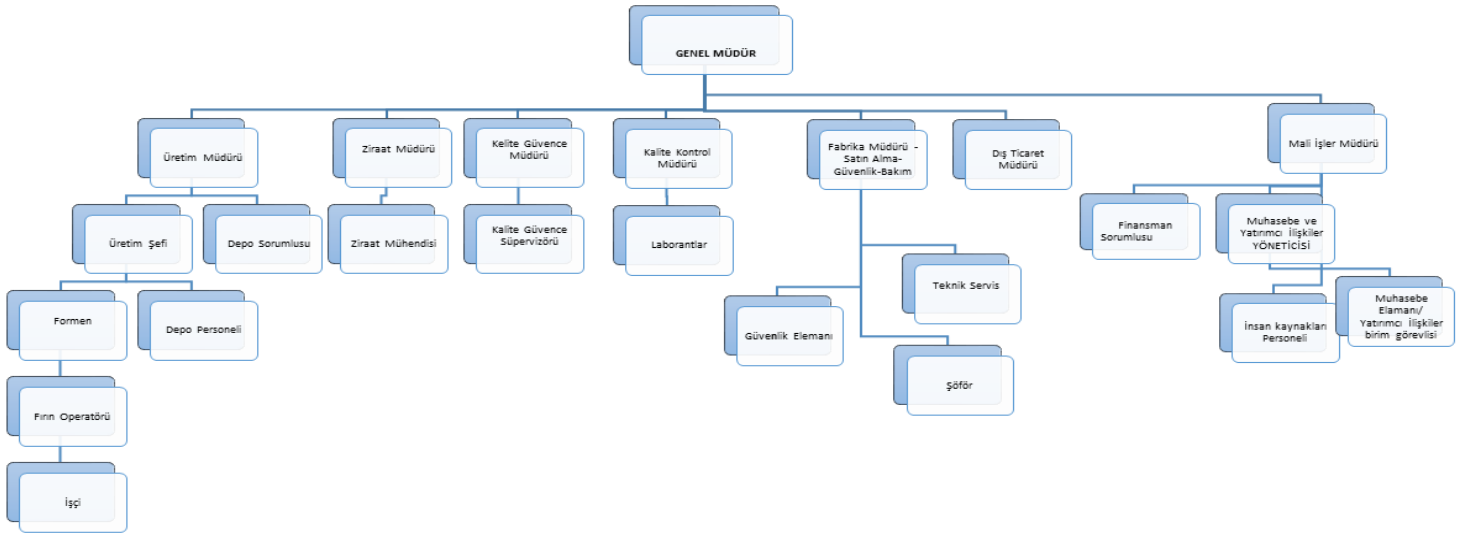 GENEL MÜDÜR
Üretim Müdürü
Ziraat Müdürü
Kelite Güvence
Müdürü
Kalite Kontrol
Müdürü
Fabrika Müdürü -
Satın Alma-
Güvenlik-Bakım
Dış Ticaret
Müdürü
Mali İşler Müdürü
Üretim Şefi
Depo Sorumlusu
Ziraat Mühendisi
Kalite Güvence
Süpervizörü
Laborantlar
Finansman
Sorumlusu
Muhasebe ve
Yatırımcı İlişkiler
YÖNETİCİSİ
Teknik Servis
Formen
Depo Personeli
Güvenlik Elemanı
İnsan kaynakları
Personeli
Muhasebe
Elamanı/
Yatırımcı İlişkiler
birim görevlisi
Şöför
Fırın Operatörü
İşçi